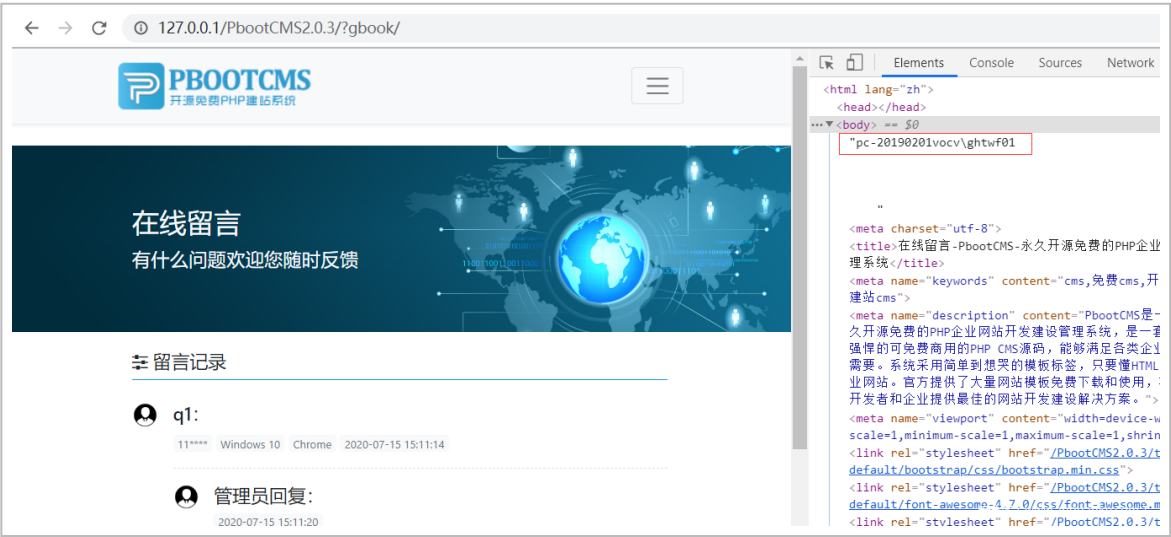 127.0.0.1/PbootCMS2.0.3/?gbook/
PBOOTCMS
开源免费PHP建站系统
在线留言
有什么问题欢迎您随时反馈
留言记录
q1:
11**** Windows 10 Chrome 2020-07-15 15:11:14
管理员回复:
2020-07-15 15:11:20
Elements Console Sources Network
<html lang="zh">
<head></head>
<body> == $0
"pc-20190201vocv\ghtwf01
"
<meta charset="utf-8">
<title>在线留言-PbootCMS-永久开源免费的PHP企业
理系统</title>
<meta name="keywords" content="cms,免费cms,开
建站cms">
<meta name="description" content="PbootCMS是一
久开源免费的PHP企业网站开发建设管理系统，是一套
强悍的可免费商用的PHP CMS源码，能够满足各类企业
需要。系统采用简单到想哭的模板标签，只要懂HTML
业网站。官方提供了大量网站模板免费下载和使用，
开发者和企业提供最佳的网站开发建设解决方案。">
<meta name="viewport" content="width=device-w
scale=1,minimum-scale=1,maximum-scale=1,shrin
<link rel="stylesheet" href="/PbootCMS2.0.3/t
default/bootstrap/css/bootstrap.min.css">
<link rel="stylesheet" href="/PbootCMS2.0.3/t
default/font-awesome-4.7.0/css/font-awesome.m
<link rel="stylesheet" href="/PbootCMS2.0.3/t